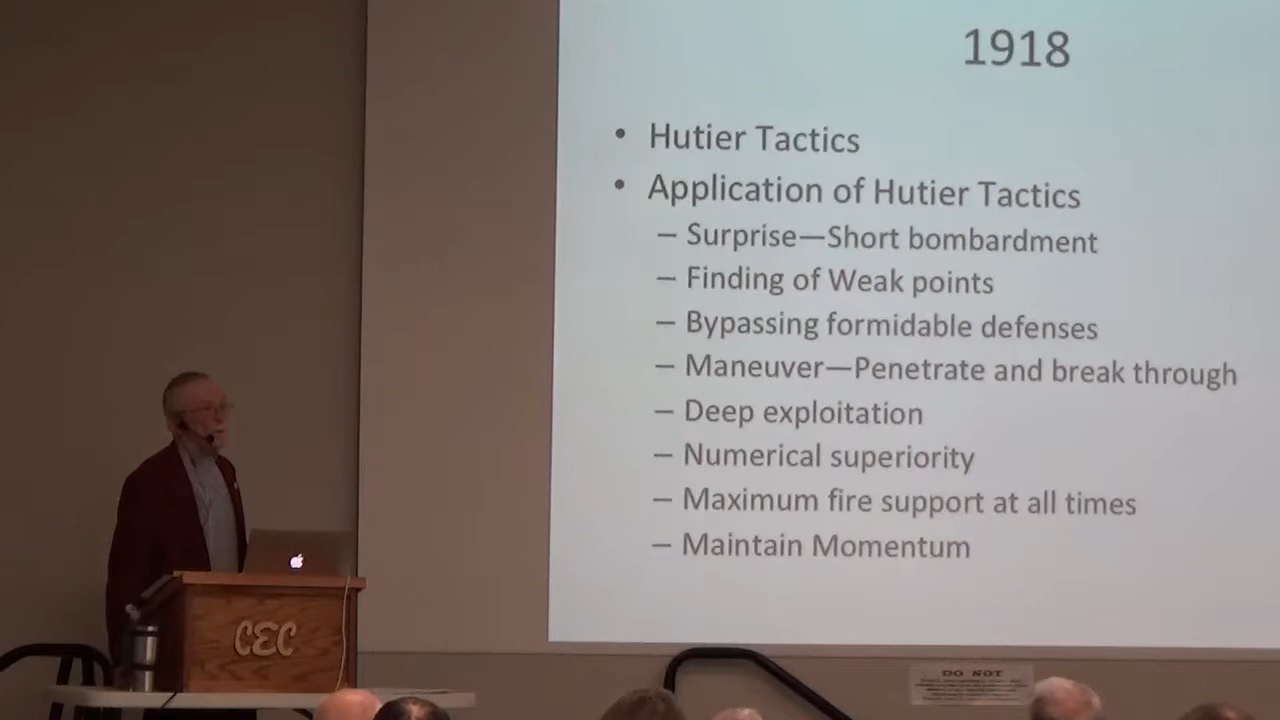 1918
• Hutier Tactics
• Application of Hutier Tactics
– Surprise—Short bombardment
– Finding of Weak points
– Bypassing formidable defenses
– Maneuver—Penetrate and break through
– Deep exploitation
– Numerical superiority
– Maximum fire support at all times
– Maintain Momentum
CEC
DO NOT